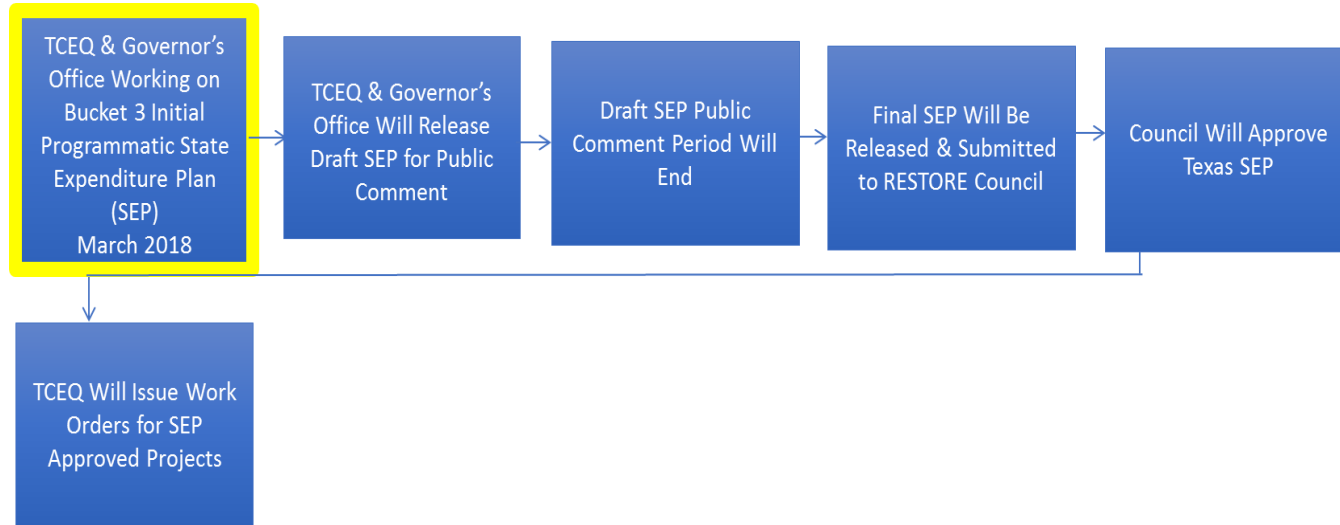 TCEQ & Governor's
Office Working on
Bucket 3 Initial
Programmatic State
Expenditure Plan
(SEP)
March 2018
TCEQ & Governor's
Office Will Release
Draft SEP for Public
Comment
Draft SEP Public
Comment Period Will
End
Final SEP Will Be
Released & Submitted
to RESTORE Council
Council Will Approve
Texas SEP
TCEQ Will Issue Work
Orders for SEP
Approved Projects